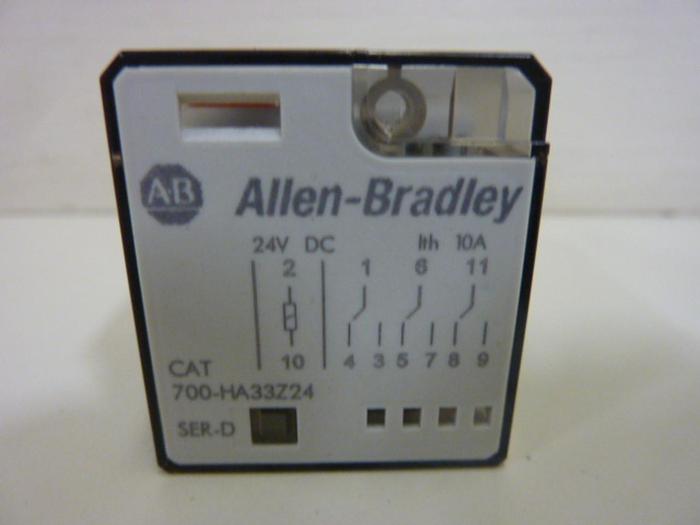 AB Allen-Bradley
24V DC Ith 10A
2 1 6 11
10 4 3 5 7 8 9
CAT
700-HA33Z24
SER-D